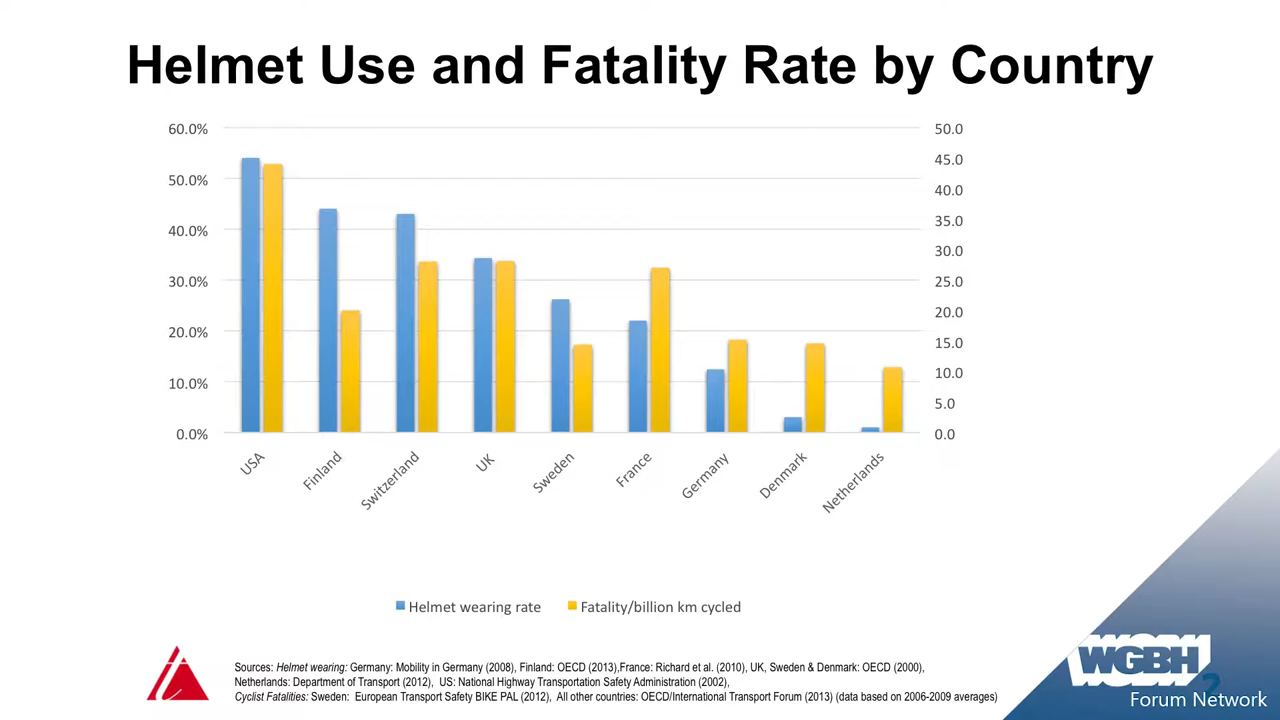 Helmet Use and Fatality Rate by Country
60.0%
50.0%
40.0%
30.0%
20.0%
10.0%
0.0%
50.0
45.0
40.0
35.0
30.0
25.0
20.0
15.0
10.0
5.0
0.0
USA
Finland
Switzerland
UK
Sweden
France
Germany
Denmark
Netherlands
Helmet wearing rate
Fatality/billion km cycled
Sources: Helmet wearing: Germany: Mobility in Germany (2008), Finland: OECD (2013),France: Richard et al. (2010), UK, Sweden & Denmark: OECD (2000),
Netherlands: Department of Transport (2012),  US: National Highway Transportation Safety Administration (2002),
Cyclist Fatalities: Sweden:  European Transport Safety BIKE PAL (2012),  All other countries: OECD/International Transport Forum (2013) (data based on 2006-2009 averages)
WGBH
2
Forum Network